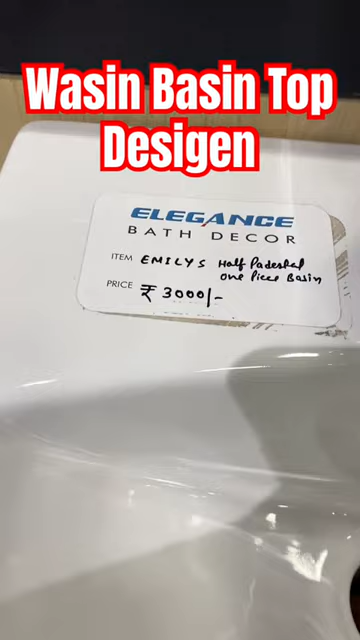 Wasin Basin Top
Desigen
ELEGANCE
BATH DECOR
ITEM EMILYS Half Padestal
one Piece Basin
PRICE ₹ 3000/-